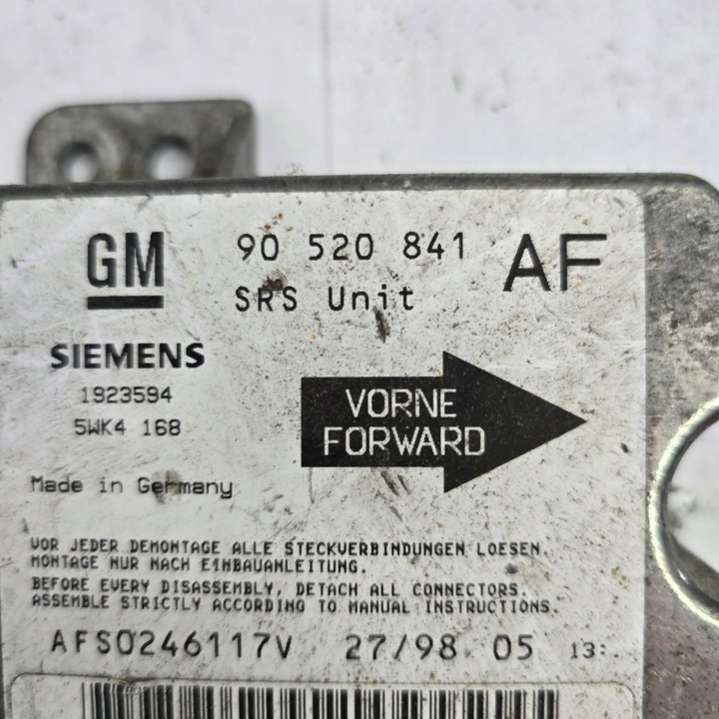 GM 90 520 841 AF
SRS Unit
SIEMENS
1923594
5WK4 168
VORNE
FORWARD
Made in Germany
VOR JEDER DEMONTAGE ALLE STECKVERBINDUNGEN LOESEN.
MONTAGE NUR NACH EINBAUANLEITUNG.
BEFORE EVERY DISASSEMBLY, DETACH ALL CONNECTORS.
ASSEMBLE STRICTLY ACCORDING TO MANUAL INSTRUCTIONS.
AFS0246117V 27/98 05 13: